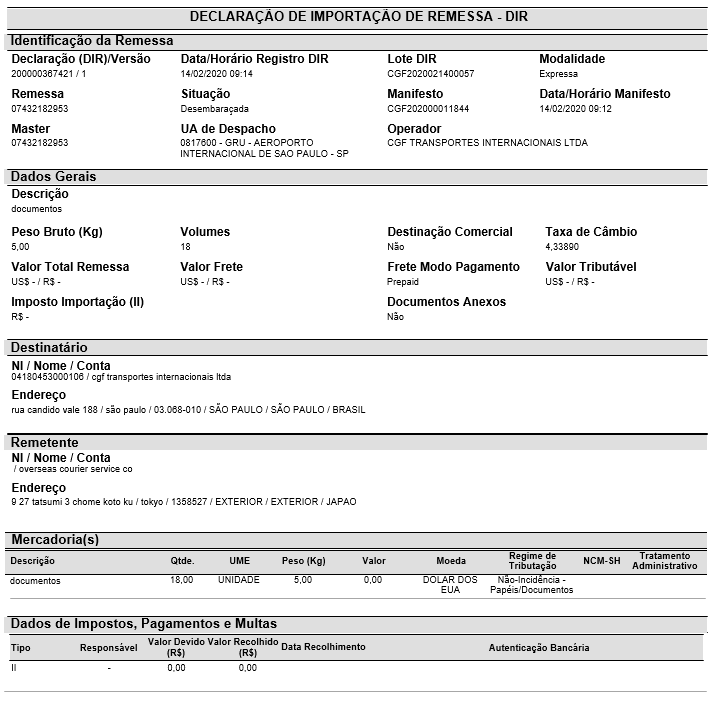 DECLARAÇÃO DE IMPORTAÇÃO DE REMESSA - DIR
Identificação da Remessa
Declaração (DIR)/Versão Data/Horário Registro DIR Lote DIR Modalidade
200000367421 / 1 14/02/2020 09:14 CGF2020021400057 Expressa
Remessa Situação Manifesto Data/Horário Manifesto
07432182953 Desembaraçada CGF202000011844 14/02/2020 09:12
Master UA de Despacho Operador
07432182953 0817600 - GRU - AEROPORTO CGF TRANSPORTES INTERNACIONAIS LTDA
INTERNACIONAL DE SAO PAULO - SP
Dados Gerais
Descrição
documentos
Peso Bruto (Kg) Volumes Destinação Comercial Taxa de Câmbio
5,00 18 Não 4,33890
Valor Total Remessa Valor Frete Frete Modo Pagamento Valor Tributável
US$ - / R$ - US$ - / R$ - Prepaid US$ - / R$ -
Imposto Importação (II) Documentos Anexos
R$ - Não
Destinatário
NI / Nome / Conta
04180453000106 / cgf transportes internacionais ltda
Endereço
rua candido vale 188 / são paulo / 03.068-010 / SÃO PAULO / SÃO PAULO / BRASIL
Remetente
NI / Nome / Conta
/ overseas courier service co
Endereço
9 27 tatsumi 3 chome koto ku / tokyo / 1358527 / EXTERIOR / EXTERIOR / JAPAO
Mercadoria(s)
Descrição Qtde. UME Peso (Kg) Valor Moeda Regime de Tributação NCM-SH Tratamento Administrativo
documentos 18,00 UNIDADE 5,00 0,00 DOLAR DOS EUA Não-Incidência - Papéis/Documentos
Dados de Impostos, Pagamentos e Multas
Tipo Responsável Valor Devido (R$) Valor Recolhido (R$) Data Recolhimento Autenticação Bancária
II - 0,00 0,00